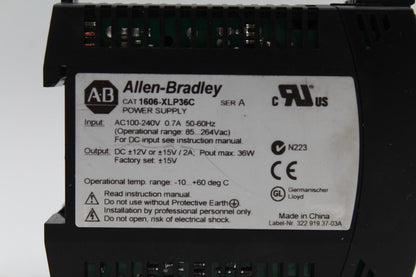 AB Allen-Bradley
CAT 1606-XLP36C SER A
POWER SUPPLY
Input: AC100-240V 0.7A 50-60Hz
(Operational range: 85...264Vac)
For DC input see instruction manual.
Output: DC ±12V or ±15V / 2A; Pout max: 36W
Factory set: ±15V
Operational temp. range: -10 ..+60 deg C
Read instruction manual.
Do not use without Protective Earth
Installation by professional personnel only
Do not open, risk of electrical shock.
c UR US
N223
CE
GL Germanischer
Lloyd
Made in China
Label-Nr. 322 919.37-03A